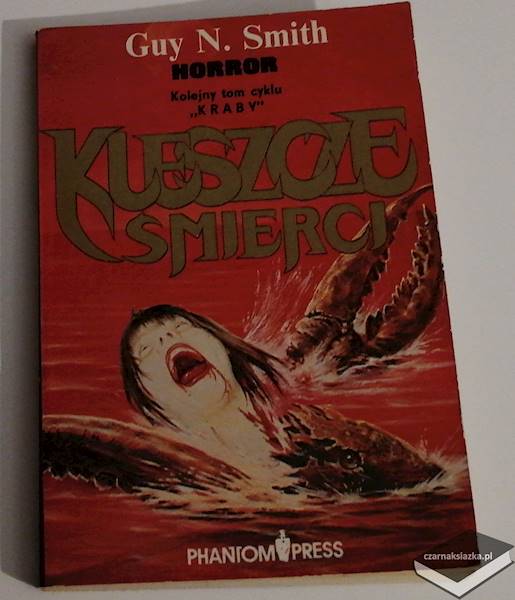 Guy N. Smith
HORROR
Kolejny tom cyklu
„KRABY”
KLESZCZE
ŚMIERCI
PHANTOM PRESS
czarnaksiazka.pl